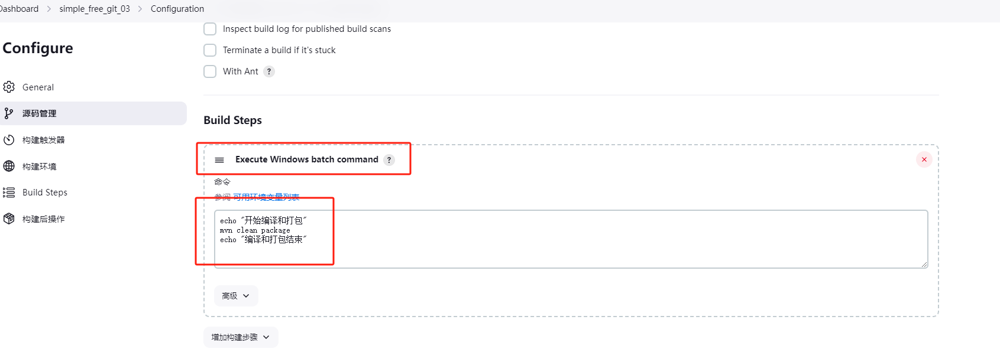 Dashboard > simple_free_git_03 > Configuration
Configure
General
源码管理
构建触发器
构建环境
Build Steps
构建后操作
Inspect build log for published build scans
Terminate a build if it's stuck
With Ant ?
Build Steps
Execute Windows batch command ?
命令
参阅 可用环境变量列表
echo "开始编译和打包"
mvn clean package
echo "编译和打包结束"
高级
增加构建步骤